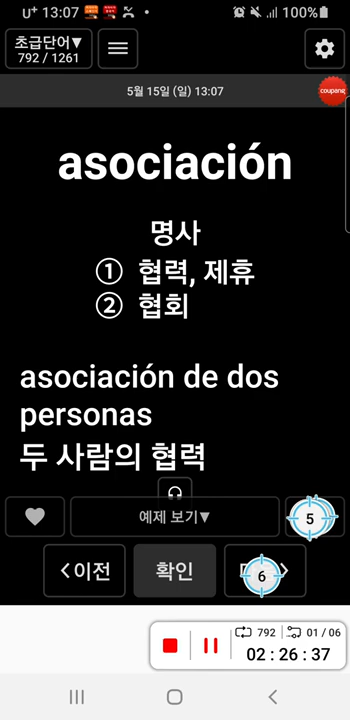 U+ 13:07 100%
초급단어▼
792 / 1261
5월 15일 (일) 13:07
coupang
asociación
명사
① 협력, 제휴
② 협회
asociación de dos
personas
두 사람의 협력
예제 보기▼
5
이전
확인
6
792 01 / 06
02 : 26 : 37